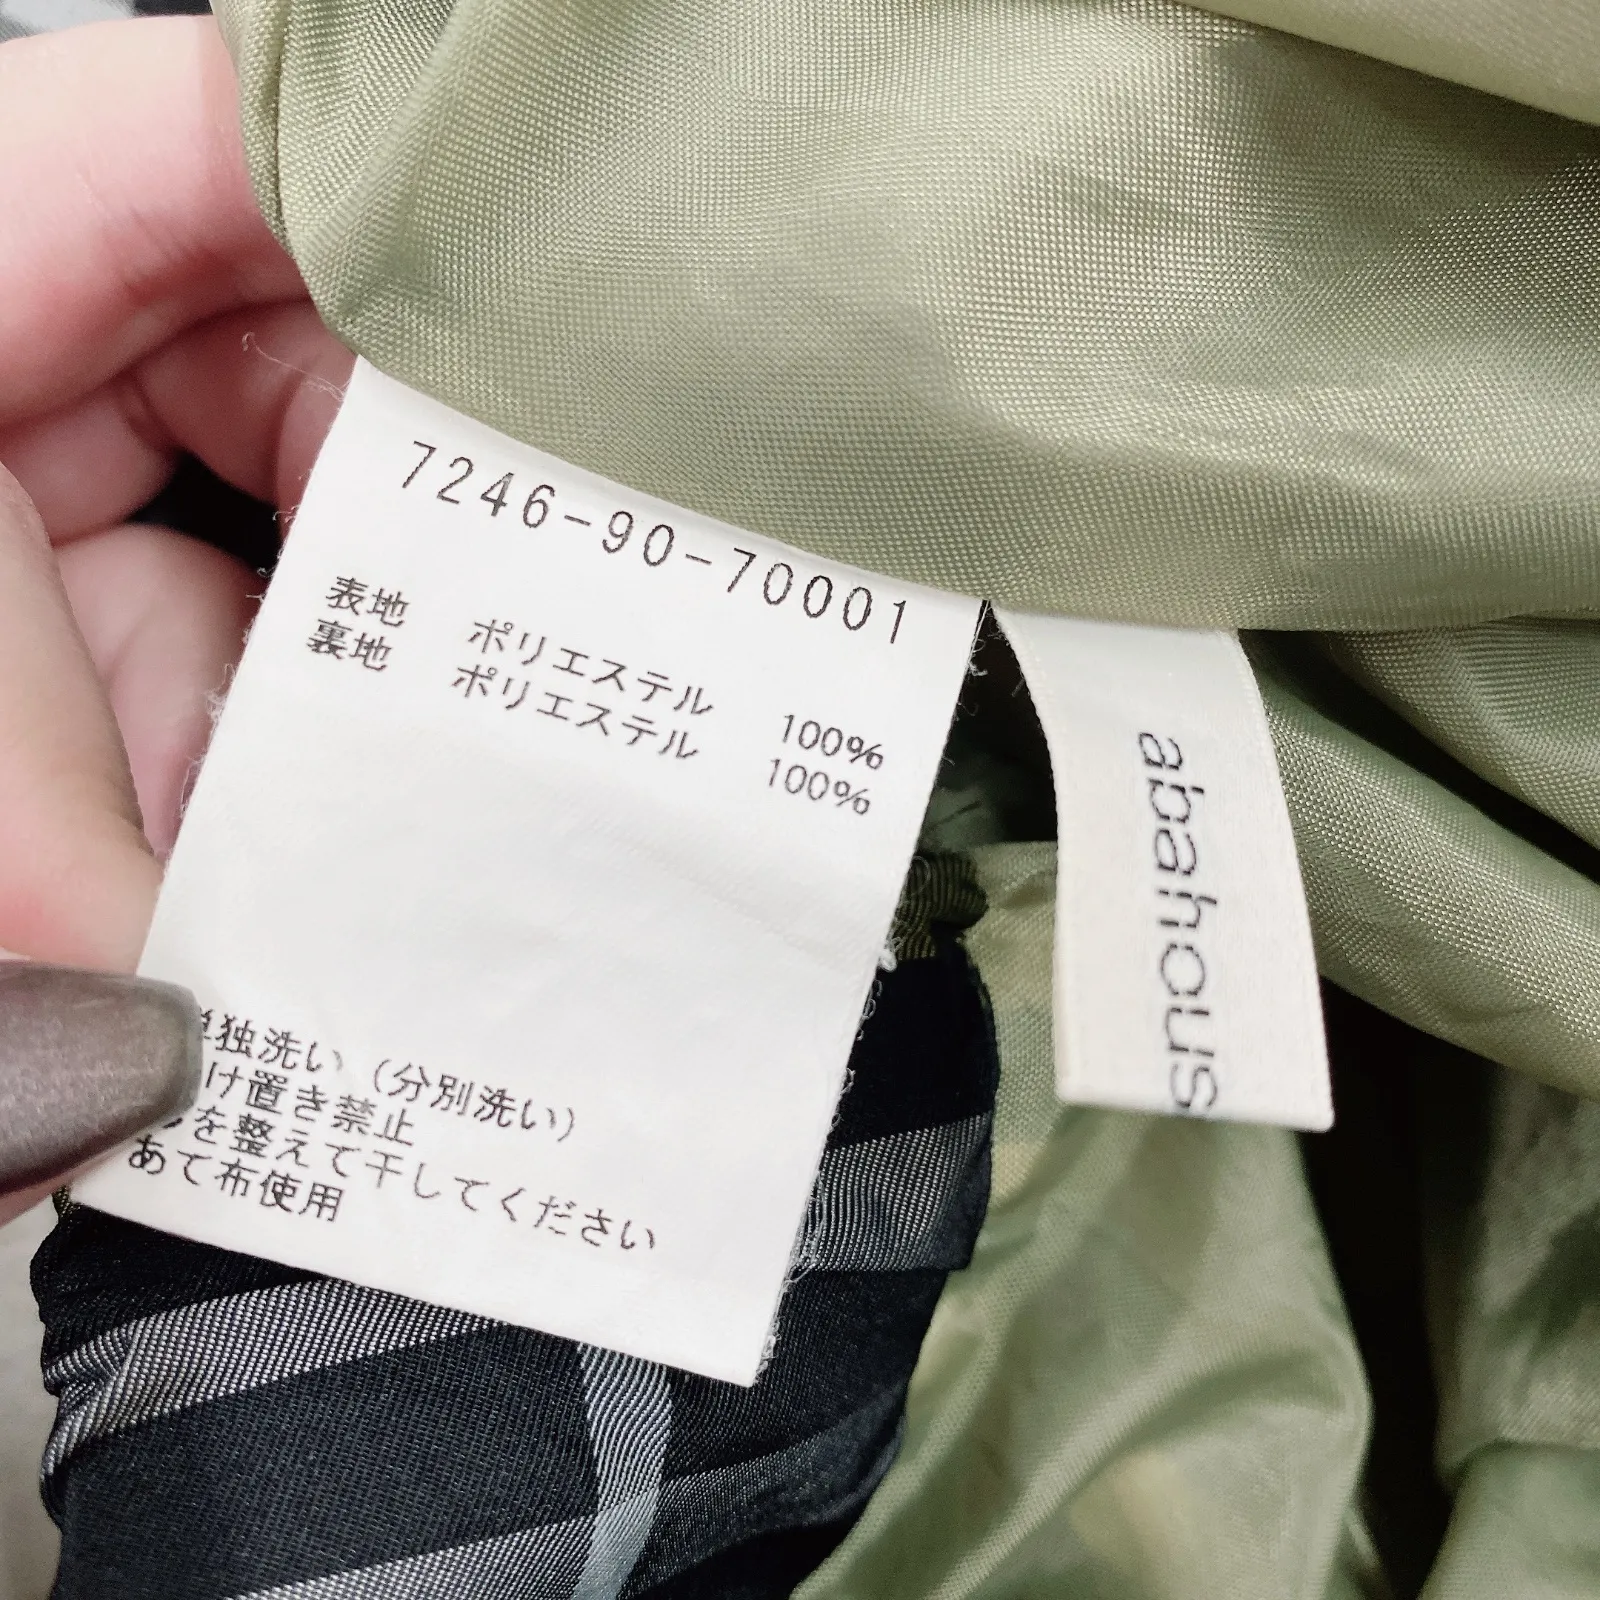 7246-90-70001
表地 ポリエステル 100%
裏地 ポリエステル 100%
独洗い (分別洗い)
け置き禁止
を整えて干してください
あて布使用
abahous